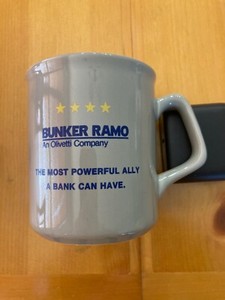 BUNKER RAMO
An Olivetti Company
THE MOST POWERFUL ALLY
A BANK CAN HAVE.